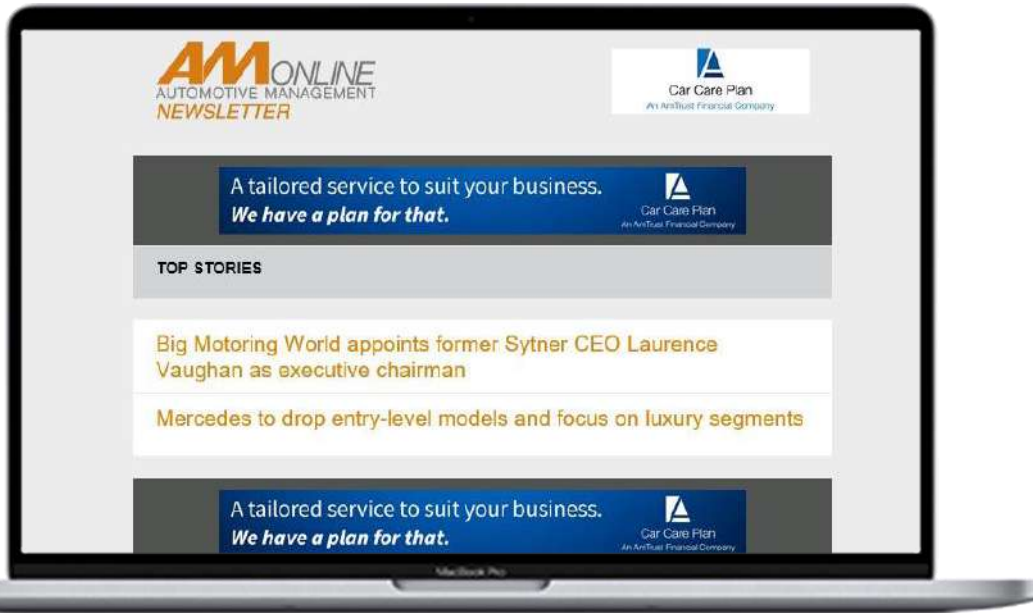 AM ONLINE
AUTOMOTIVE MANAGEMENT
NEWSLETTER
Car Care Plan
An AmTrust Financial Company
A tailored service to suit your business.
We have a plan for that.
Car Care Plan
An AmTrust Financial Company
TOP STORIES
Big Motoring World appoints former Sytner CEO Laurence
Vaughan as executive chairman
Mercedes to drop entry-level models and focus on luxury segments
A tailored service to suit your business.
We have a plan for that.
Car Care Plan
An AmTrust Financial Company
MacBook Pro